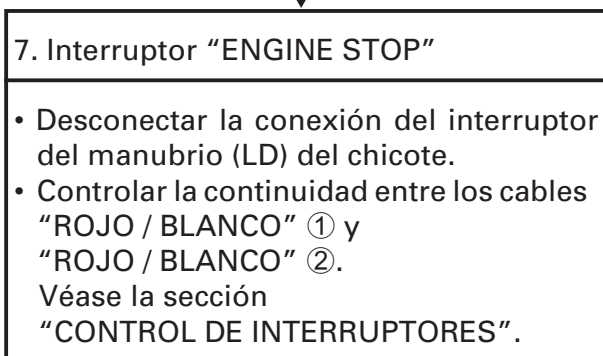 7. Interruptor “ENGINE STOP”
• Desconectar la conexión del interruptor
del manubrio (LD) del chicote.
• Controlar la continuidad entre los cables
“ROJO / BLANCO” ① y
“ROJO / BLANCO” ②.
Véase la sección
“CONTROL DE INTERRUPTORES”.